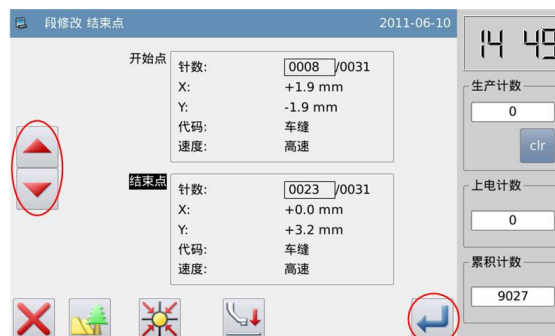 段修改 结束点 2011-06-10
14 49
开始点
针数: 0008 /0031
X: +1.9 mm
Y: -1.9 mm
代码: 车缝
速度: 高速
结束点
针数: 0023 /0031
X: +0.0 mm
Y: +3.2 mm
代码: 车缝
速度: 高速
生产计数
0
clr
上电计数
0
累积计数
9027